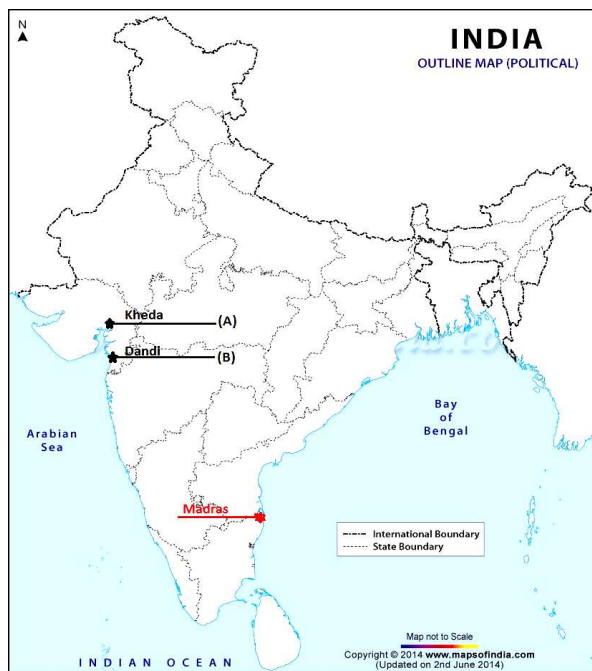 N
INDIA
OUTLINE MAP (POLITICAL)
Kheda
(A)
Dandi
(B)
Arabian
Sea
Bay
of
Bengal
Madras
International Boundary
State Boundary
Map not to Scale
Copyright © 2014 www.mapsofindia.com
(Updated on 2nd June 2014)
INDIAN OCEAN